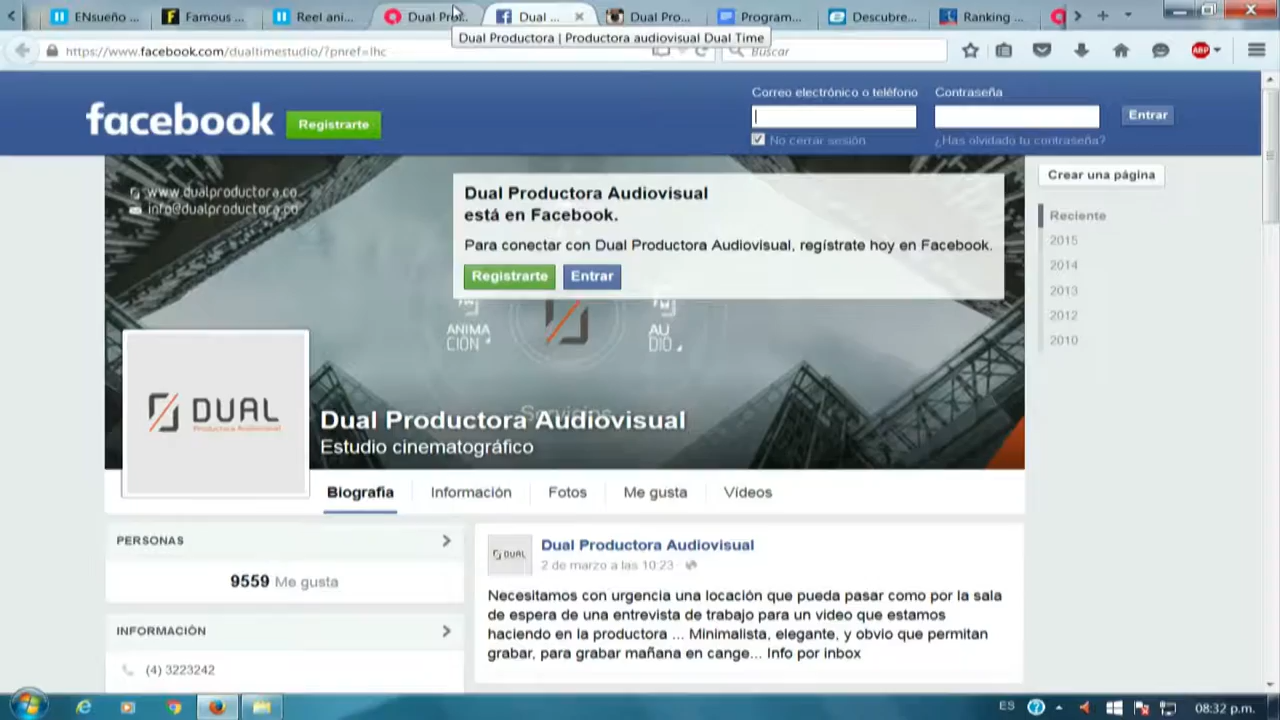 ENsueño ...
Famous ...
Reel ani...
Dual Pro...
Dual ...
Dual Pro...
Program...
Descubre...
Ranking ...
Dual Productora | Productora audiovisual Dual Time
https://www.facebook.com/dualtimestudio/?pnref=lhc
Buscar
ABP
facebook
Registrarte
Correo electrónico o teléfono
Contraseña
Entrar
No cerrar sesión
¿Has olvidado tu contraseña?
www.dualproductora.co
info@dualproductora.co
Dual Productora Audiovisual
está en Facebook.
Para conectar con Dual Productora Audiovisual, regístrate hoy en Facebook.
Registrarte
Entrar
Crear una página
Reciente
2015
2014
2013
2012
2010
ANIMA
CIÓN
AU
DIO
Servicios
DUAL
Productora Audiovisual
Dual Productora Audiovisual
Estudio cinematográfico
Biografía
Información
Fotos
Me gusta
Vídeos
PERSONAS
9559 Me gusta
INFORMACIÓN
(4) 3223242
DUAL
Dual Productora Audiovisual
2 de marzo a las 10:23
Necesitamos con urgencia una locación que pueda pasar como por la sala
de espera de una entrevista de trabajo para un video que estamos
haciendo en la productora ... Minimalista, elegante, y obvio que permitan
grabar, para grabar mañana en cange... Info por inbox
ES
08:32 p.m.